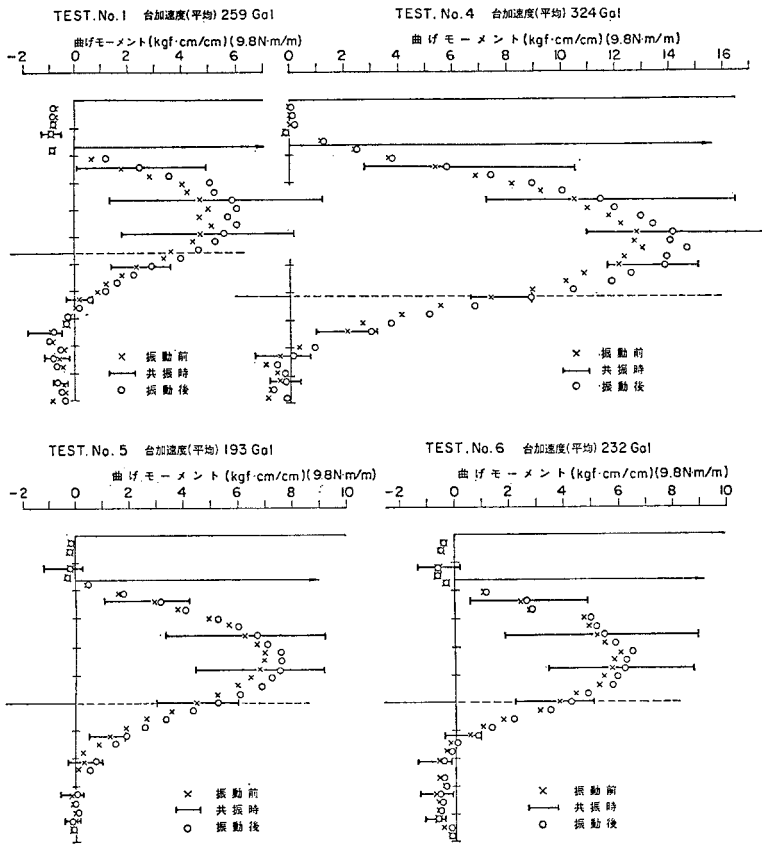 TEST. No.1 台加速度(平均) 259 Gal
曲げモーメント(kgf·cm/cm)(9.8N·m/m)
-2 0 2 4 6
× 振動前
共振時
○ 振動後
TEST. No. 4 台加速度(平均) 324 Gal
曲げモーメント(kgf·cm/cm)(9.8N·m/m)
-2 0 2 4 6 8 10 12 14 16
× 振動前
共振時
○ 振動後
TEST. No. 5 台加速度(平均) 193 Gal
曲げモーメント(kgf·cm/cm)(9.8N·m/m)
-2 0 2 4 6 8 10
× 振動前
共振時
○ 振動後
TEST. No. 6 台加速度(平均) 232 Gal
曲げモーメント(kgf·cm/cm)(9.8N·m/m)
-2 0 2 4 6 8 10
× 振動前
共振時
○ 振動後